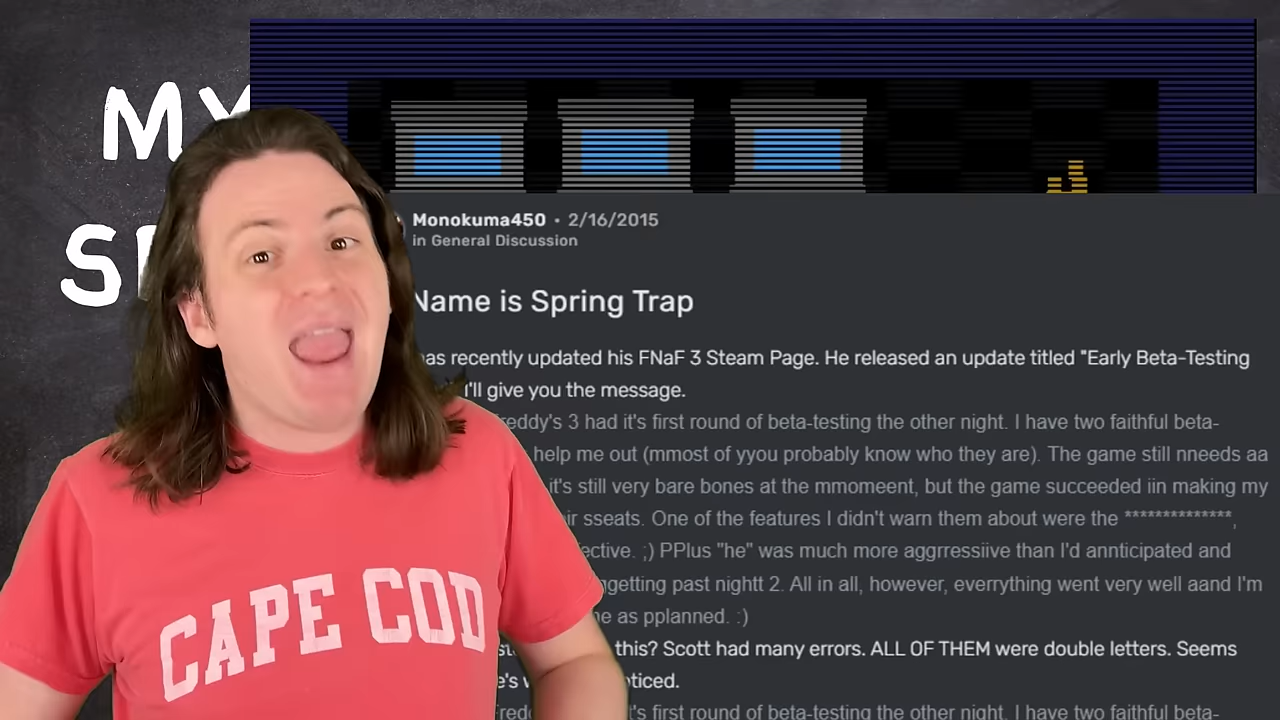 MY
S
Monokuma450 • 2/16/2015
in General Discussion
Name is Spring Trap
has recently updated his FNaF 3 Steam Page. He released an update titled "Early Beta-Testing
I'll give you the message.
reddy's 3 had it's first round of beta-testing the other night. I have two faithful beta-
help me out (mmost of yyou probably know who they are). The game still nneeds aa
it's still very bare bones at the mmomeent, but the game succeeded iin making my
ir sseats. One of the features I didn't warn them about were the **************,
ective. ;) PPlus "he" was much more aggrressiive than I'd annticipated and
ggetting past nightt 2. All in all, however, everrything went very well aand I'm
ne as pplanned. :)
this? Scott had many errors. ALL OF THEM were double letters. Seems
oticed.
's first round of beta-testing the other night. I have two faithful beta-
CAPE COD